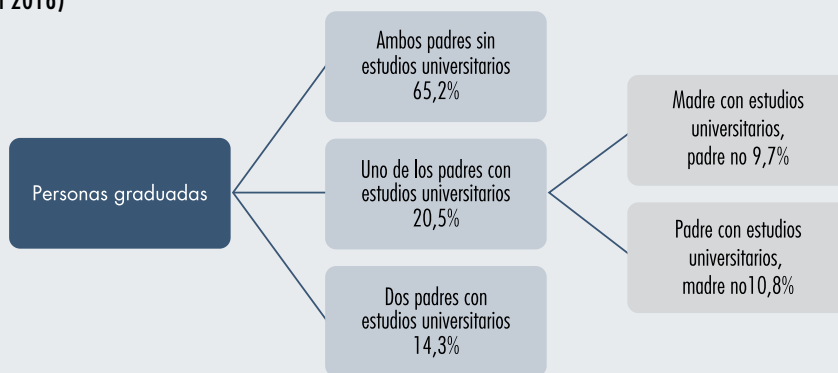 2016)
Personas graduadas
Ambos padres sin
estudios universitarios
65,2%
Uno de los padres con
estudios universitarios
20,5%
Dos padres con
estudios universitarios
14,3%
Madre con estudios
universitarios,
padre no 9,7%
Padre con estudios
universitarios,
madre no10,8%